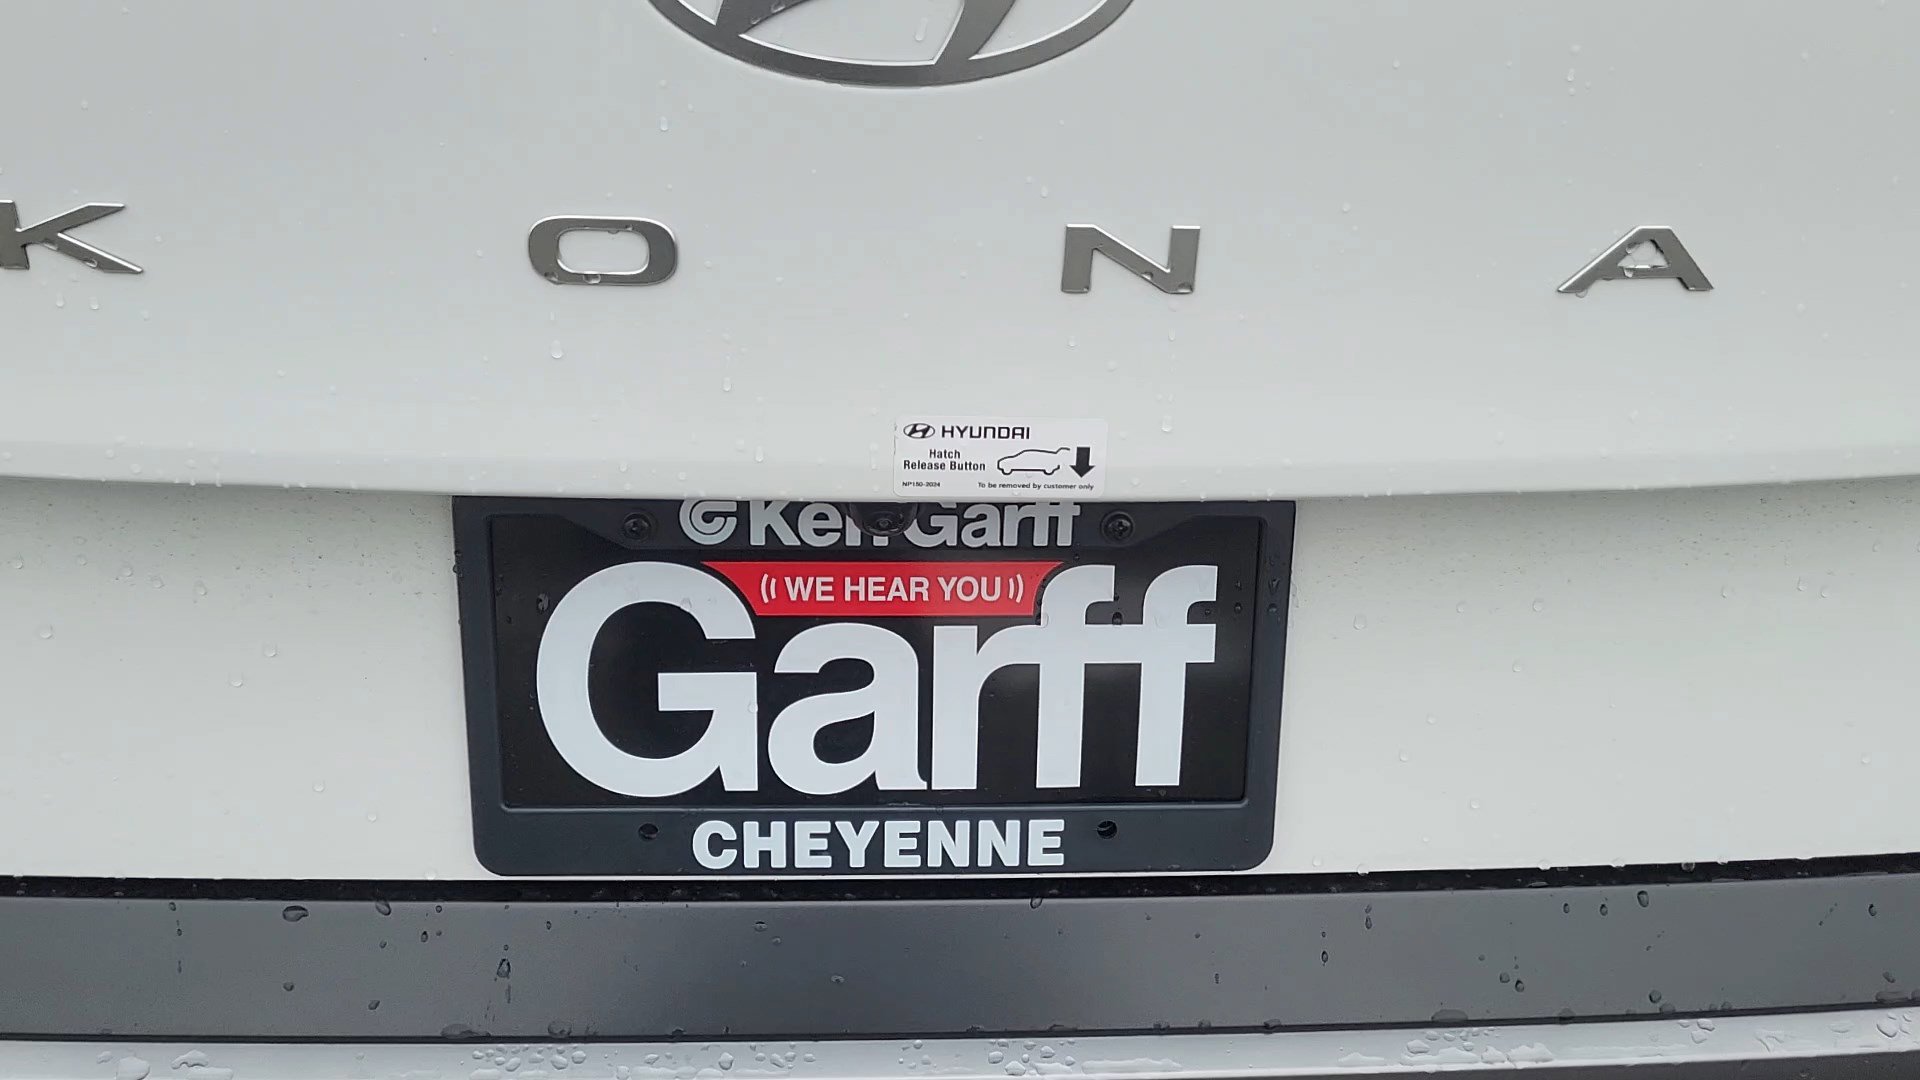 KONA
HYUNDAI
Hatch
Release Button
NP150-2024 To be removed by customer only
Ken Garff
WE HEAR YOU
Garff
CHEYENNE